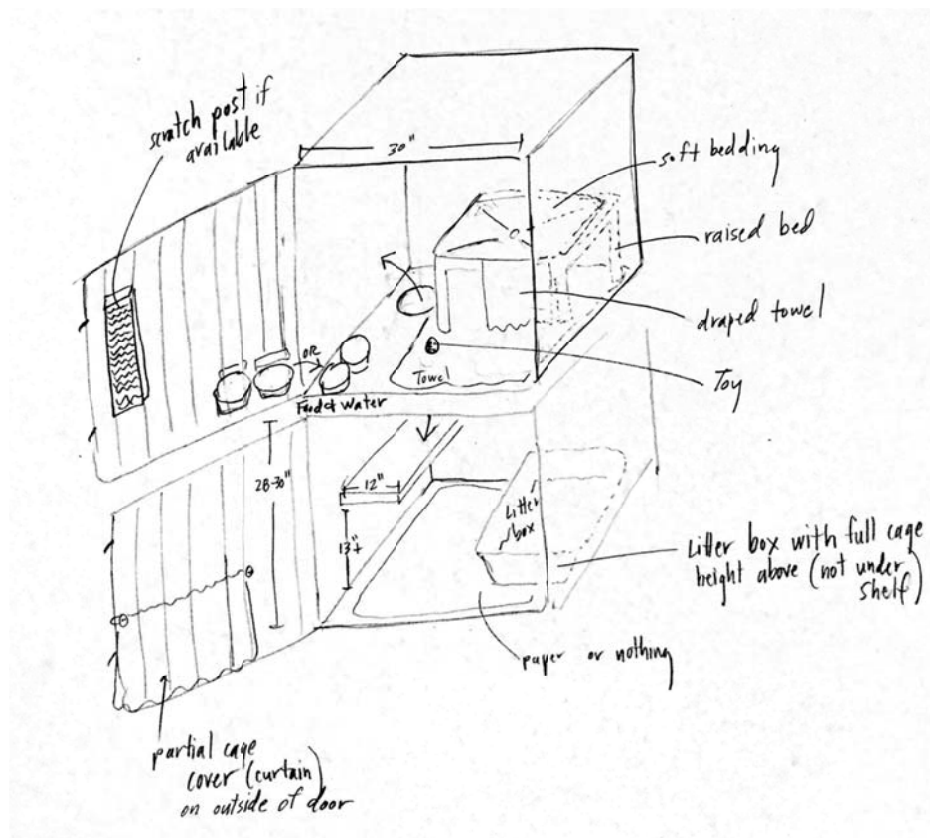 scratch post if
available
30"
soft bedding
raised bed
draped towel
Toy
OR
Towel
Food & Water
28-30"
12"
13"+
Litter
box
Litter box with full cage
height above (not under
shelf)
paper or nothing
partial cage
cover (curtain)
on outside of door